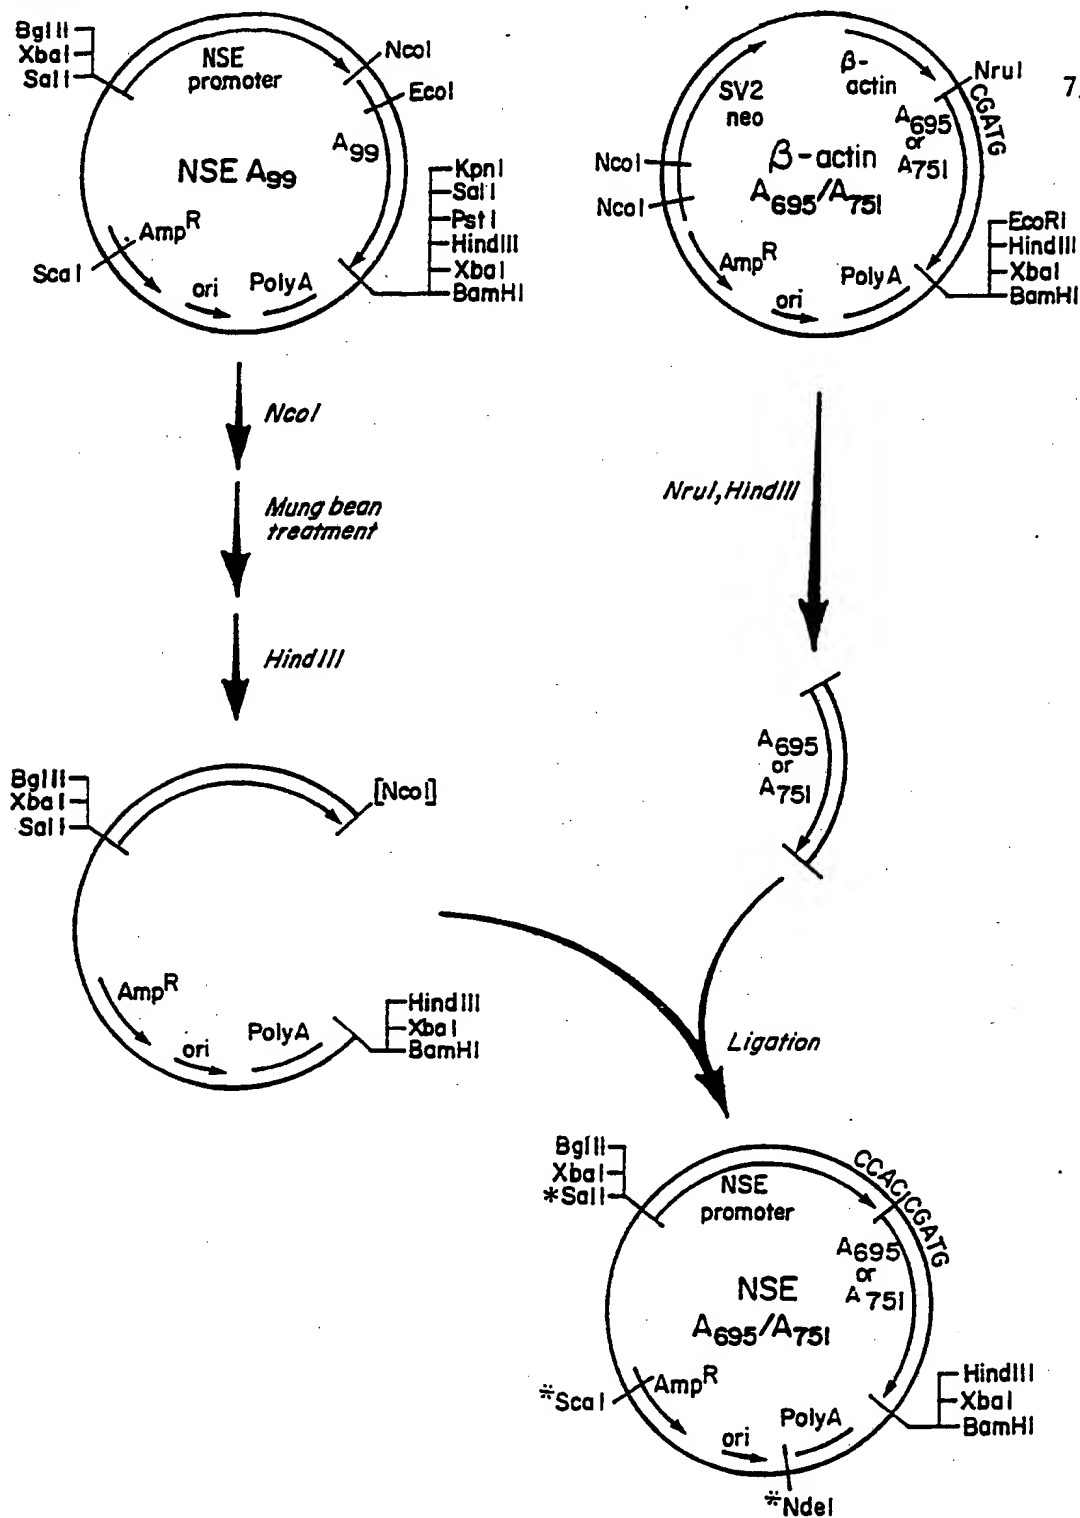 BglII
XbaI
SalI
NSE
promoter
NcoI
EcoI
A99
NSE A99
KpnI
SalI
PstI
HindIII
XbaI
BamHI
AmpR
ScaI
ori
PolyA
SV2
neo
β-
actin
NruI
CGATG
7.
A695
or
A751
β-actin
A695/A751
NcoI
NcoI
EcoRI
HindIII
XbaI
BamHI
AmpR
ori
PolyA
NcoI
Mung bean
treatment
HindIII
NruI, HindIII
BglII
XbaI
SalI
[NcoI]
A695
or
A751
AmpR
ori
PolyA
HindIII
XbaI
BamHI
Ligation
BglII
XbaI
*SalI
NSE
promoter
CCAC|CGATG
A695
or
A751
NSE
A695/A751
*ScaI
AmpR
ori
PolyA
HindIII
XbaI
BamHI
*NdeI